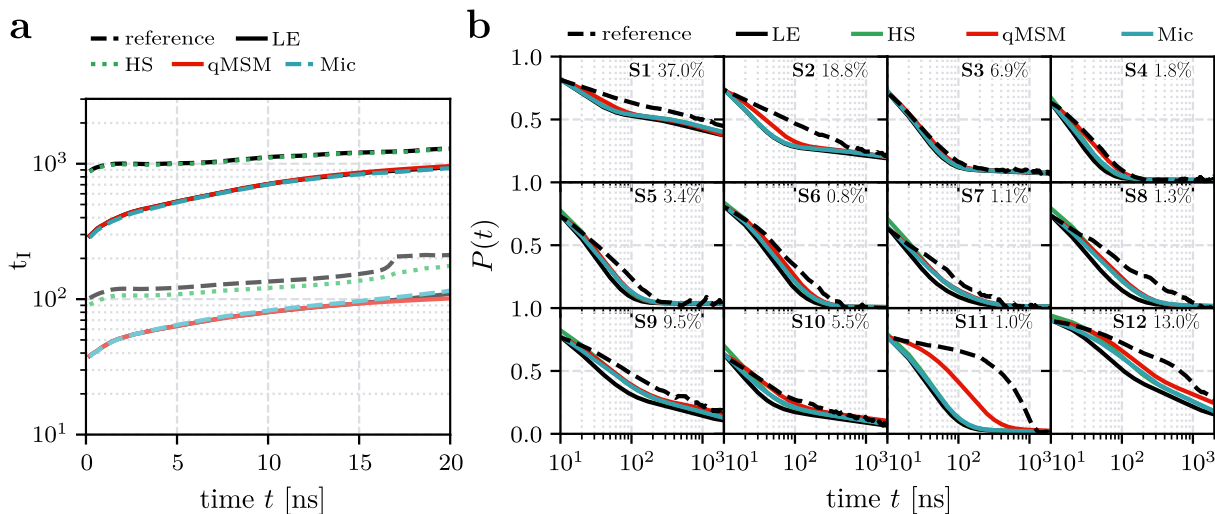 a
reference LE
HS qMSM Mic
t_I
10^3
10^2
10^1
0 5 10 15 20
time t [ns]
b
reference LE HS qMSM Mic
P(t)
1.0
S1 37.0% S2 18.8% S3 6.9% S4 1.8%
0.5
1.0
S5 3.4% S6 0.8% S7 1.1% S8 1.3%
0.5
1.0
S9 9.5% S10 5.5% S11 1.0% S12 13.0%
0.5
0.0
10^1 10^2 10^3 10^1 10^2 10^3 10^1 10^2 10^3 10^1 10^2 10^3
time t [ns]